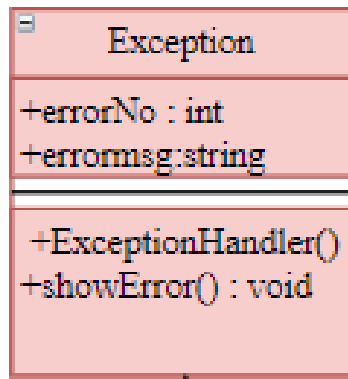 Exception
+errorNo : int
+errormsg:string
+ExceptionHandler()
+showError() : void